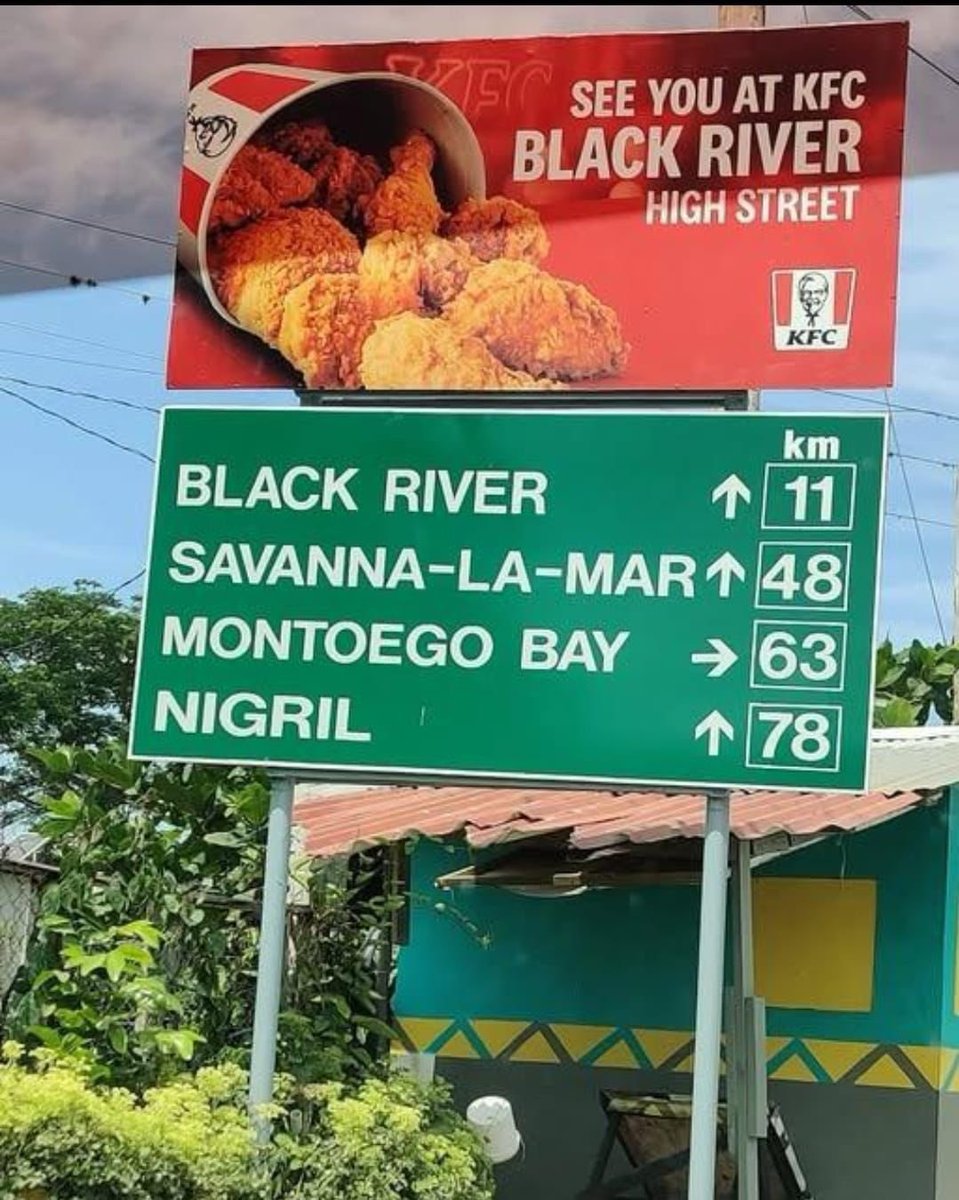 KFC
SEE YOU AT KFC
BLACK RIVER
HIGH STREET
KFC
km
BLACK RIVER ↑ 11
SAVANNA-LA-MAR ↑ 48
MONTOEGO BAY → 63
NIGRIL ↑ 78